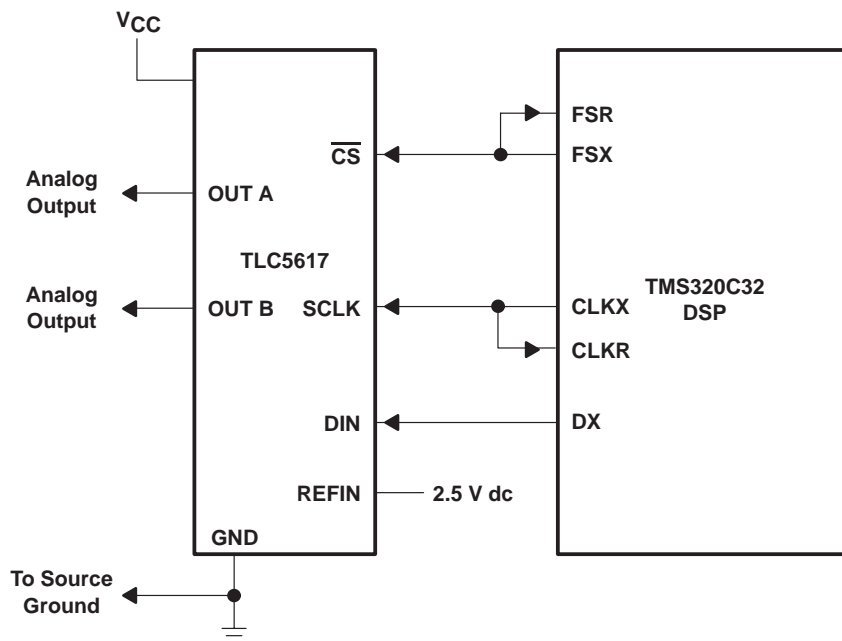 VCC
FSR
CS
FSX
Analog
Output
OUT A
TLC5617
TMS320C32
DSP
Analog
Output
OUT B
SCLK
CLKX
CLKR
DIN
DX
REFIN
2.5 V dc
GND
To Source
Ground